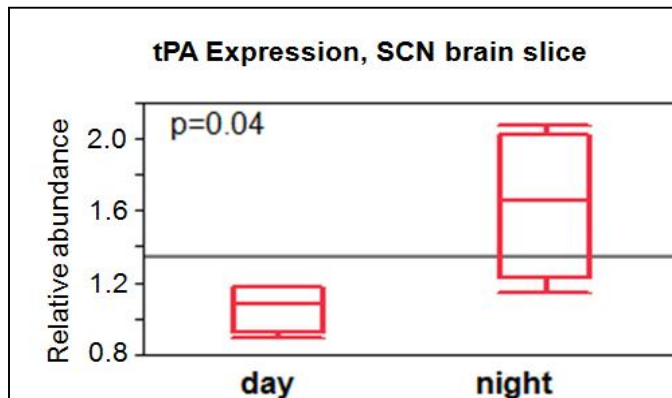 tPA Expression, SCN brain slice
p=0.04
Relative abundance
2.0
1.6
1.2
0.8
day night